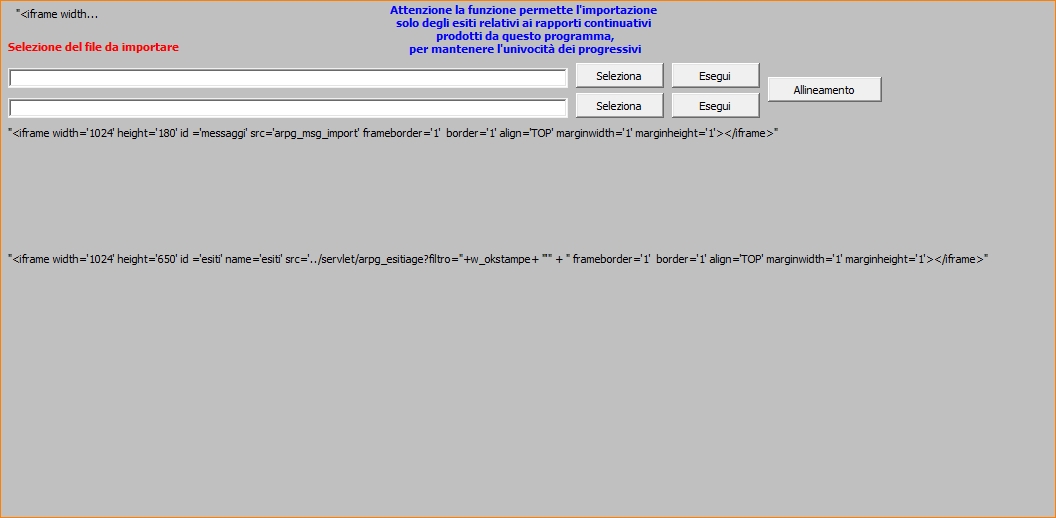 "<iframe width...
Attenzione la funzione permette l'importazione
solo degli esiti relativi ai rapporti continuativi
prodotti da questo programma,
per mantenere l'univocità dei progressivi
Selezione del file da importare
Seleziona
Esegui
Allineamento
Seleziona
Esegui
"<iframe width='1024' height='180' id ='messaggi' src='arpg_msg_import' frameborder='1'  border='1' align='TOP' marginwidth='1' marginheight='1'></iframe>"
"<iframe width='1024' height='650' id ='esiti' name='esiti' src='../servlet/arpg_esitiage?filtro="+w_okstampe+ "'" + " frameborder='1'  border='1' align='TOP' marginwidth='1' marginheight='1'></iframe>"